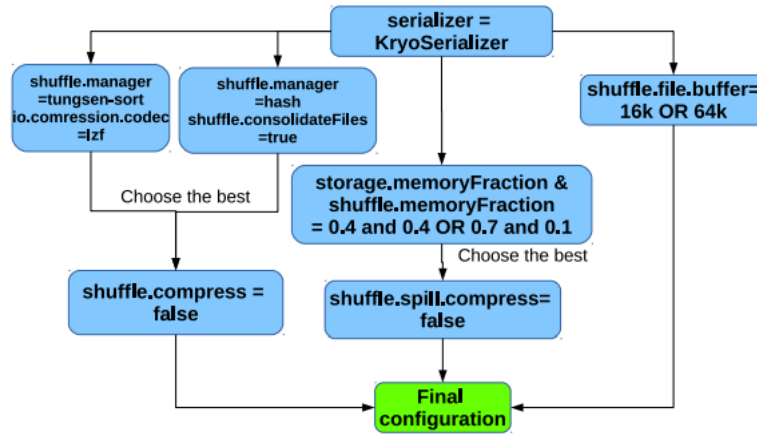 serializer =
KryoSerializer
shuffle.manager
=tungsen-sort
io.comression.codec
=lzf
shuffle.manager
=hash
shuffle.consolidateFiles
=true
shuffle.file.buffer=
16k OR 64k
Choose the best
storage.memoryFraction &
shuffle.memoryFraction
= 0.4 and 0.4 OR 0.7 and 0.1
Choose the best
shuffle.compress =
false
shuffle.spill.compress=
false
Final
configuration